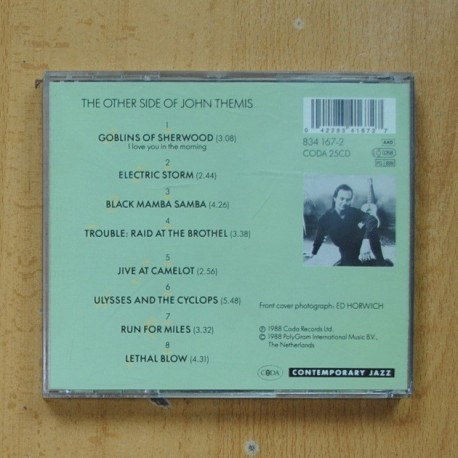 THE OTHER SIDE OF JOHN THEMIS
1
GOBLINS OF SHERWOOD (3.08)
I love you in the morning
2
ELECTRIC STORM (2.44)
3
BLACK MAMBA SAMBA (4.26)
4
TROUBLE: RAID AT THE BROTHEL (3.38)
5
JIVE AT CAMELOT (2.56)
6
ULYSSES AND THE CYCLOPS (5.48)
7
RUN FOR MILES (3.32)
8
LETHAL BLOW (4.31)
834 167-2
CODA 25CD
AAD
Front cover photograph: ED HORWICH
℗ 1988 Coda Records Ltd.
© 1988 PolyGram International Music B.V.,
The Netherlands
CODA
CONTEMPORARY JAZZ